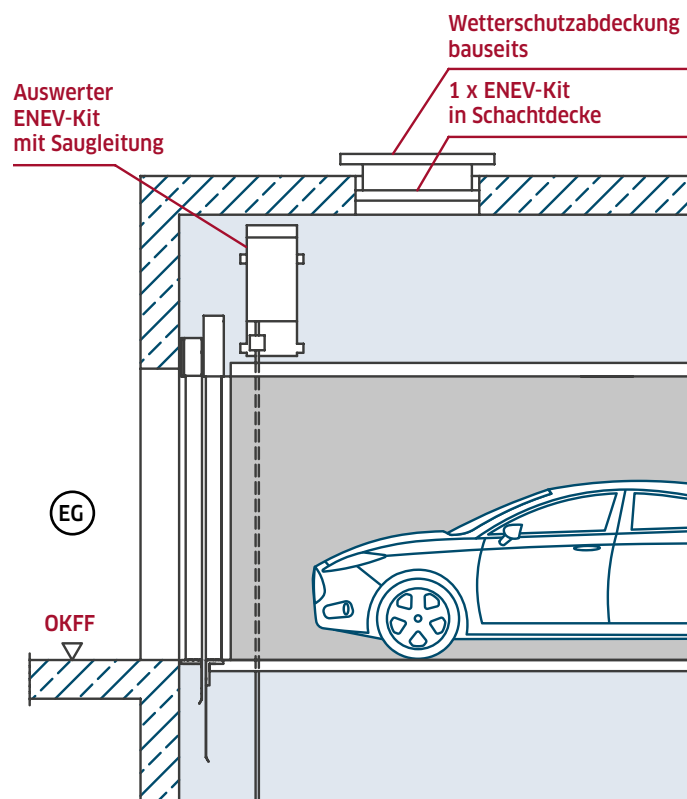 Wetterschutzabdeckung
bauseits
1 x ENEV-Kit
in Schachtdecke
Auswerter
ENEV-Kit
mit Saugleitung
EG
OKFF